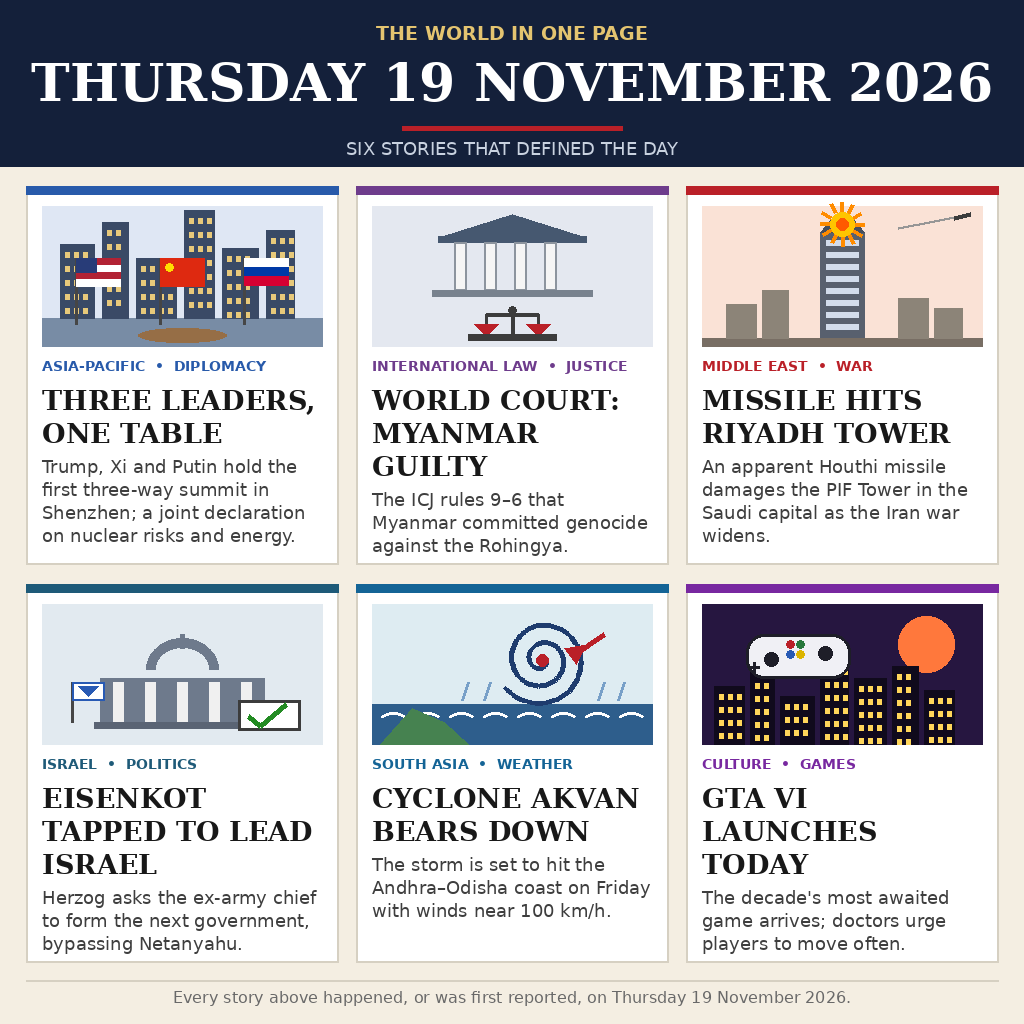 THE WORLD IN ONE PAGE
THURSDAY 19 NOVEMBER 2026
SIX STORIES THAT DEFINED THE DAY
ASIA-PACIFIC • DIPLOMACY
THREE LEADERS,
ONE TABLE
Trump, Xi and Putin hold the
first three-way summit in
Shenzhen; a joint declaration
on nuclear risks and energy.
INTERNATIONAL LAW • JUSTICE
WORLD COURT:
MYANMAR
GUILTY
The ICJ rules 9–6 that
Myanmar committed genocide
against the Rohingya.
MIDDLE EAST • WAR
MISSILE HITS
RIYADH TOWER
An apparent Houthi missile
damages the PIF Tower in the
Saudi capital as the Iran war
widens.
ISRAEL • POLITICS
EISENKOT
TAPPED TO LEAD
ISRAEL
Herzog asks the ex-army chief
to form the next government,
bypassing Netanyahu.
SOUTH ASIA • WEATHER
CYCLONE AKVAN
BEARS DOWN
The storm is set to hit the
Andhra–Odisha coast on Friday
with winds near 100 km/h.
CULTURE • GAMES
GTA VI
LAUNCHES
TODAY
The decade's most awaited
game arrives; doctors urge
players to move often.
Every story above happened, or was first reported, on Thursday 19 November 2026.